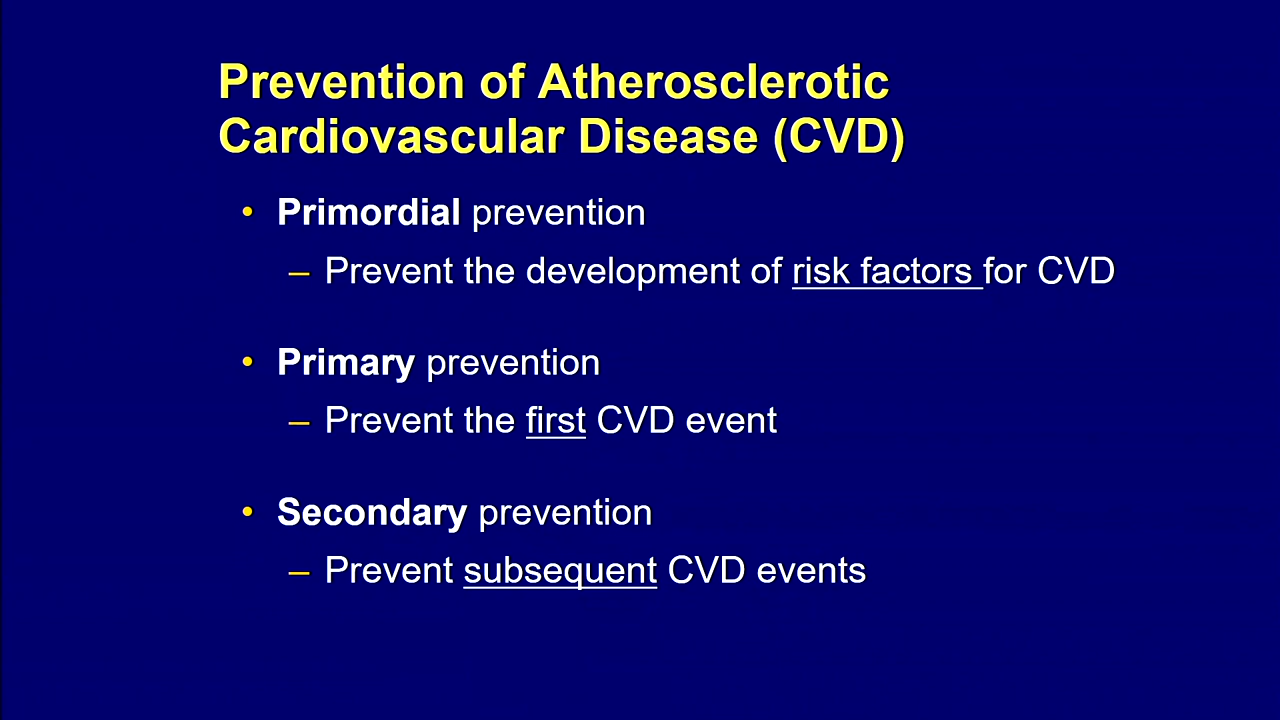 Prevention of Atherosclerotic
Cardiovascular Disease (CVD)
• Primordial prevention
– Prevent the development of risk factors for CVD
• Primary prevention
– Prevent the first CVD event
• Secondary prevention
– Prevent subsequent CVD events